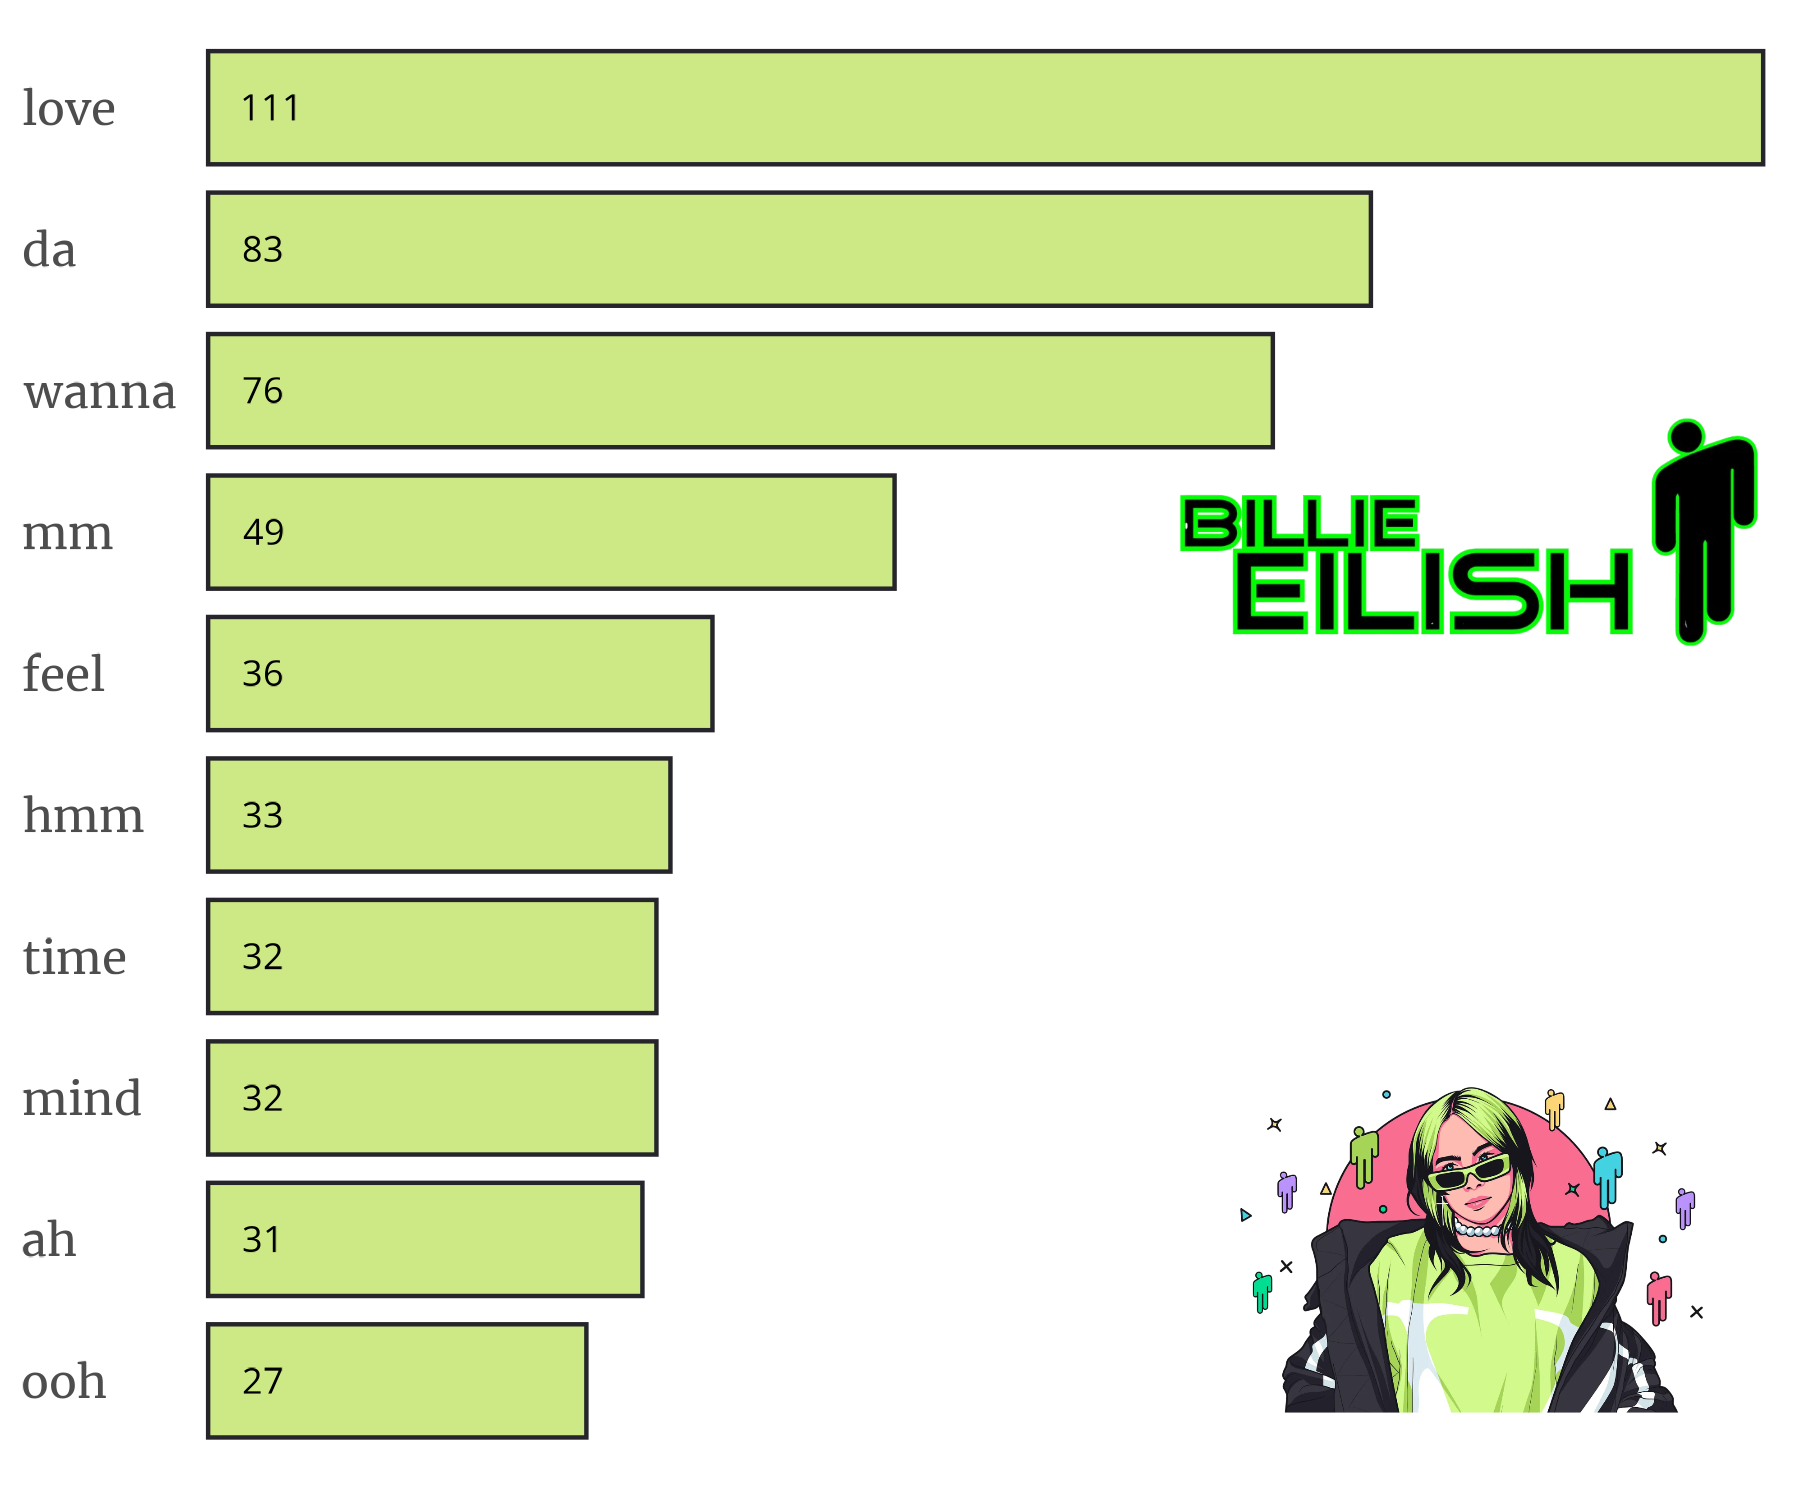 love 111
da 83
wanna 76
mm 49
feel 36
hmm 33
time 32
mind 32
ah 31
ooh 27
BILLIE
EILISH